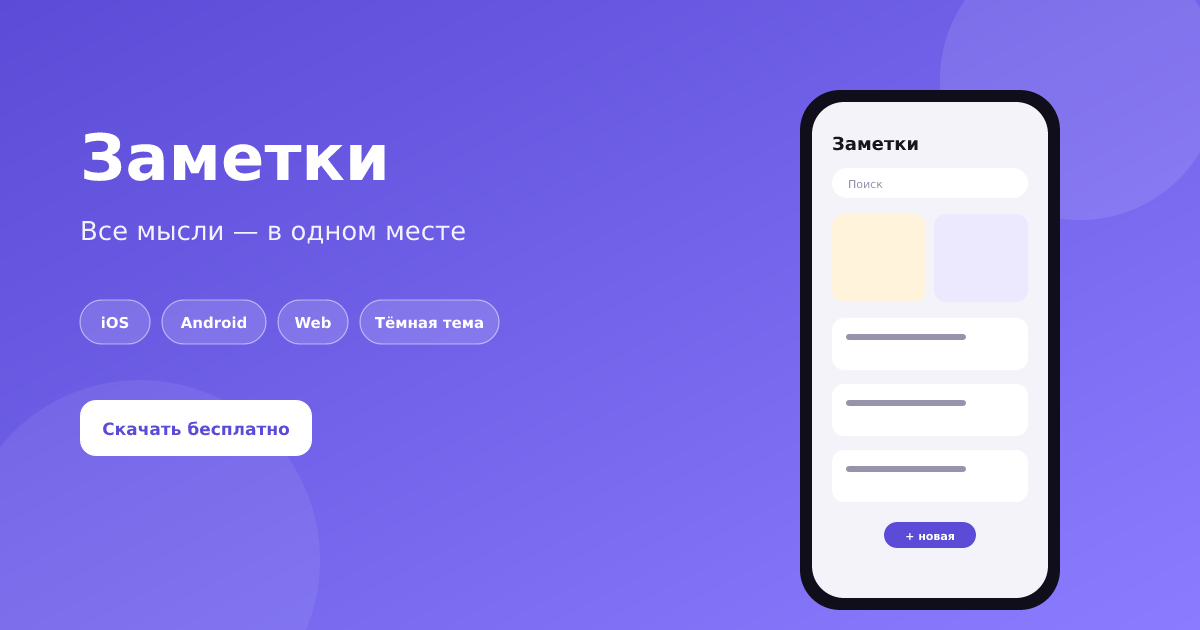 Заметки
Все мысли — в одном месте
iOS
Android
Web
Тёмная тема
Скачать бесплатно
Заметки
Поиск
+ новая